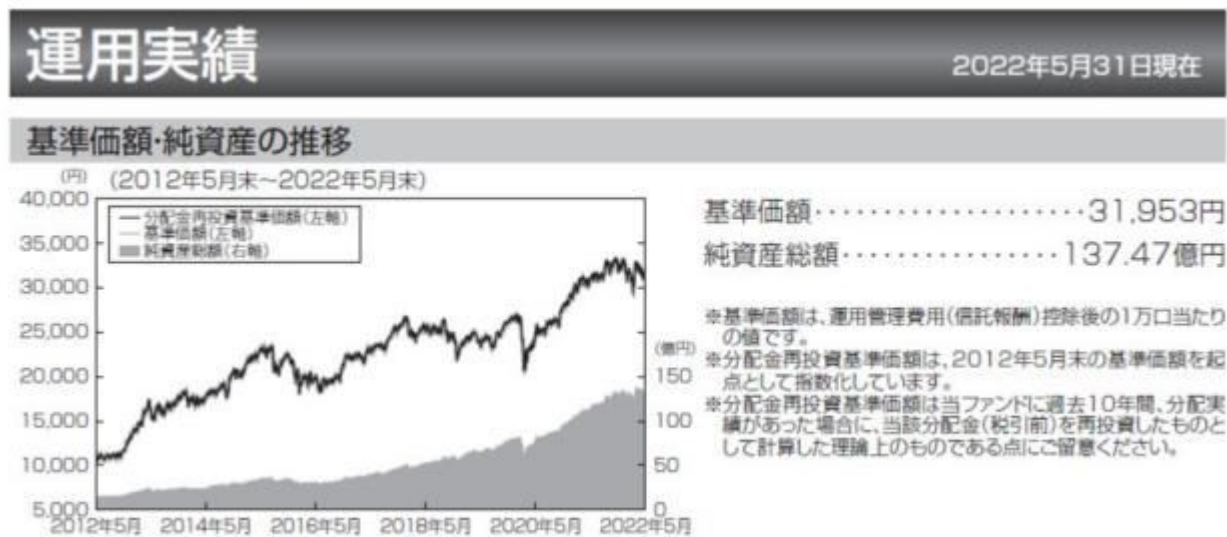 運用実績
2022年5月31日現在
基準価額・純資産の推移
(円)
(2012年5月末～2022年5月末)
40,000
35,000
30,000
25,000
20,000
15,000
10,000
5,000
分配金再投資基準価額(左軸)
基準価額(左軸)
純資産総額(右軸)
(億円)
150
100
50
0
2012年5月
2014年5月
2016年5月
2018年5月
2020年5月
2022年5月
基準価額・・・・・・・・・・・・・・・・・・・・・31,953円
純資産総額・・・・・・・・・・・・・・・・・137.47億円
※基準価額は、運用管理費用(信託報酬)控除後の1万口当たり
の値です。
※分配金再投資基準価額は、2012年5月末の基準価額を起
点として指数化しています。
※分配金再投資基準価額は当ファンドに過去10年間、分配実
績があった場合に、当該分配金(税引前)を再投資したものと
して計算した理論上のものである点にご留意ください。